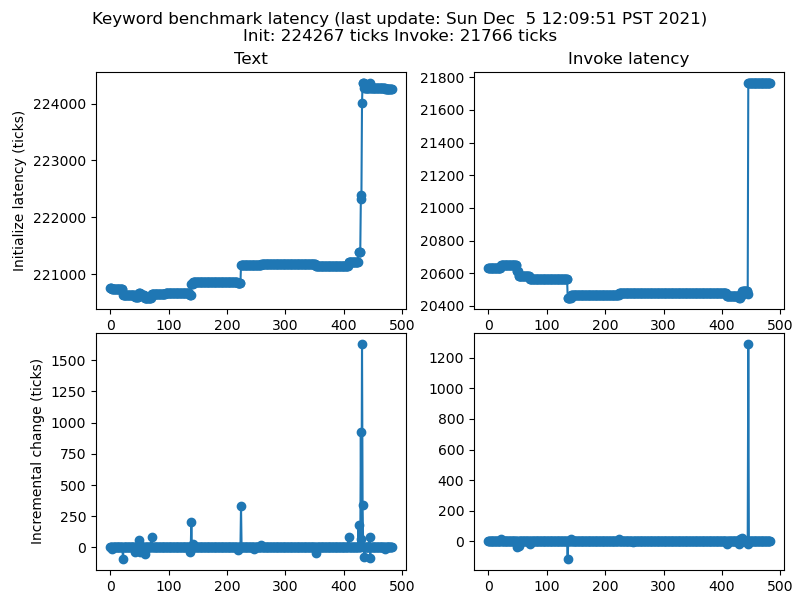 Keyword benchmark latency (last update: Sun Dec  5 12:09:51 PST 2021)
Init: 224267 ticks Invoke: 21766 ticks
Text
Invoke latency
Initialize latency (ticks)
224000
223000
222000
221000
0 100 200 300 400 500
21800
21600
21400
21200
21000
20800
20600
20400
0 100 200 300 400 500
Incremental change (ticks)
1500
1250
1000
750
500
250
0
0 100 200 300 400 500
1200
1000
800
600
400
200
0
0 100 200 300 400 500